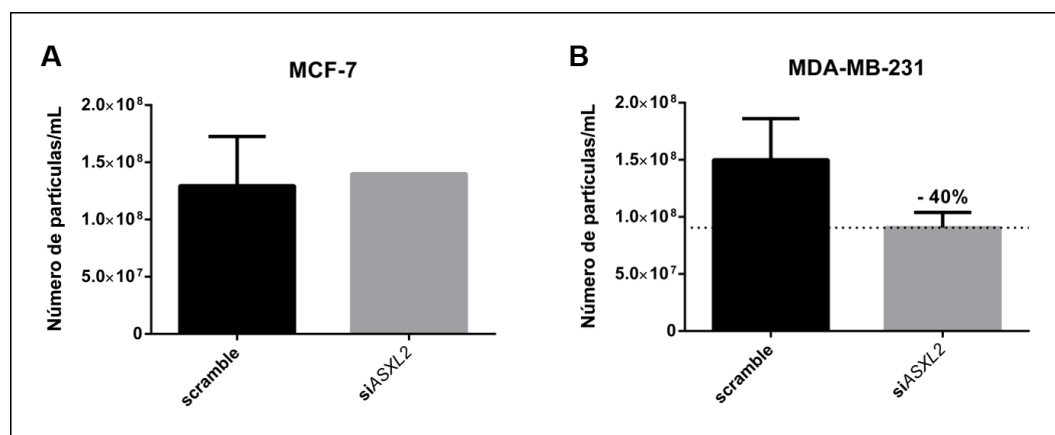 A
MCF-7
Número de partículas/mL
2.0×10⁸
1.5×10⁸
1.0×10⁸
5.0×10⁷
0
scramble
siASXL2
B
MDA-MB-231
Número de partículas/mL
2.0×10⁸
1.5×10⁸
1.0×10⁸
5.0×10⁷
0
- 40%
scramble
siASXL2